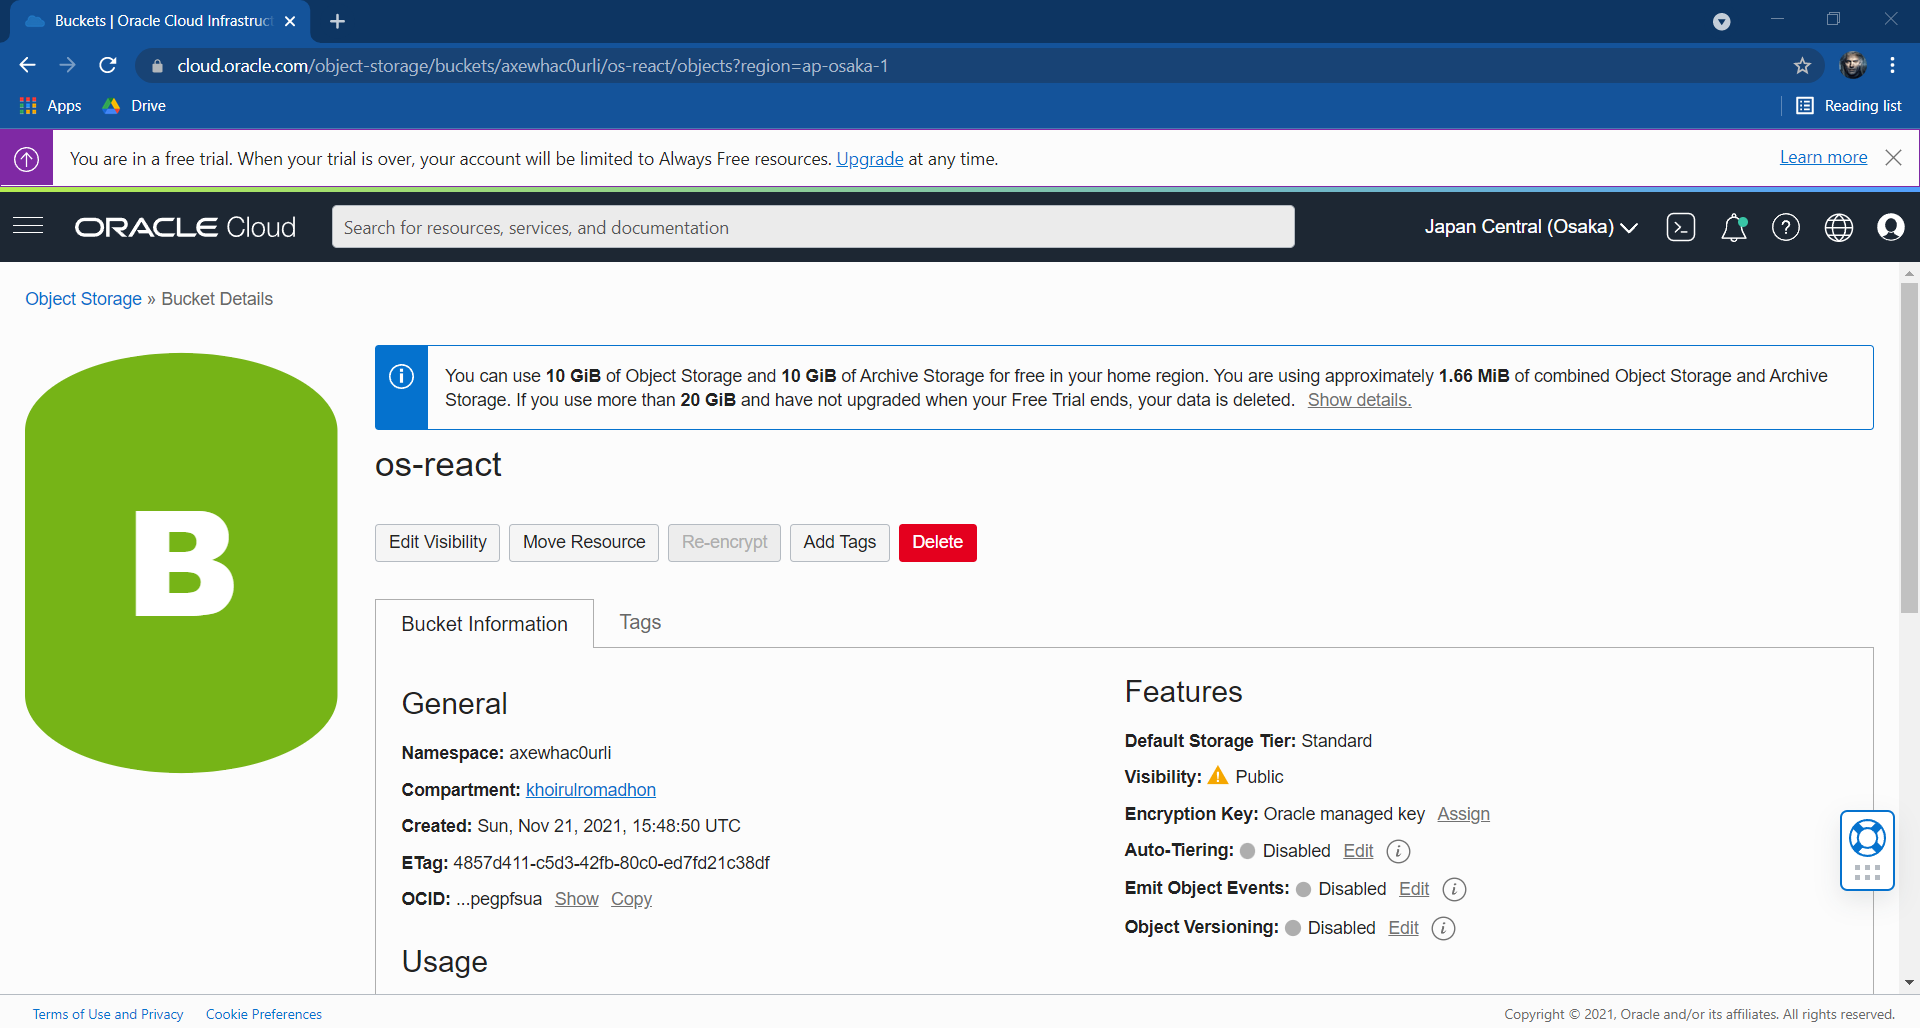 Buckets | Oracle Cloud Infrastruct
cloud.oracle.com/object-storage/buckets/axewhac0urli/os-react/objects?region=ap-osaka-1
Apps Drive Reading list
You are in a free trial. When your trial is over, your account will be limited to Always Free resources. Upgrade at any time. Learn more
ORACLE Cloud Search for resources, services, and documentation Japan Central (Osaka)
Object Storage » Bucket Details
You can use 10 GiB of Object Storage and 10 GiB of Archive Storage for free in your home region. You are using approximately 1.66 MiB of combined Object Storage and Archive
Storage. If you use more than 20 GiB and have not upgraded when your Free Trial ends, your data is deleted. Show details.
B
os-react
Edit Visibility Move Resource Re-encrypt Add Tags Delete
Bucket Information Tags
General
Namespace: axewhac0urli
Compartment: khoirulromadhon
Created: Sun, Nov 21, 2021, 15:48:50 UTC
ETag: 4857d411-c5d3-42fb-80c0-ed7fd21c38df
OCID: ...pegpfsua Show Copy
Usage
Features
Default Storage Tier: Standard
Visibility: Public
Encryption Key: Oracle managed key Assign
Auto-Tiering: Disabled Edit
Emit Object Events: Disabled Edit
Object Versioning: Disabled Edit
Terms of Use and Privacy Cookie Preferences Copyright © 2021, Oracle and/or its affiliates. All rights reserved.